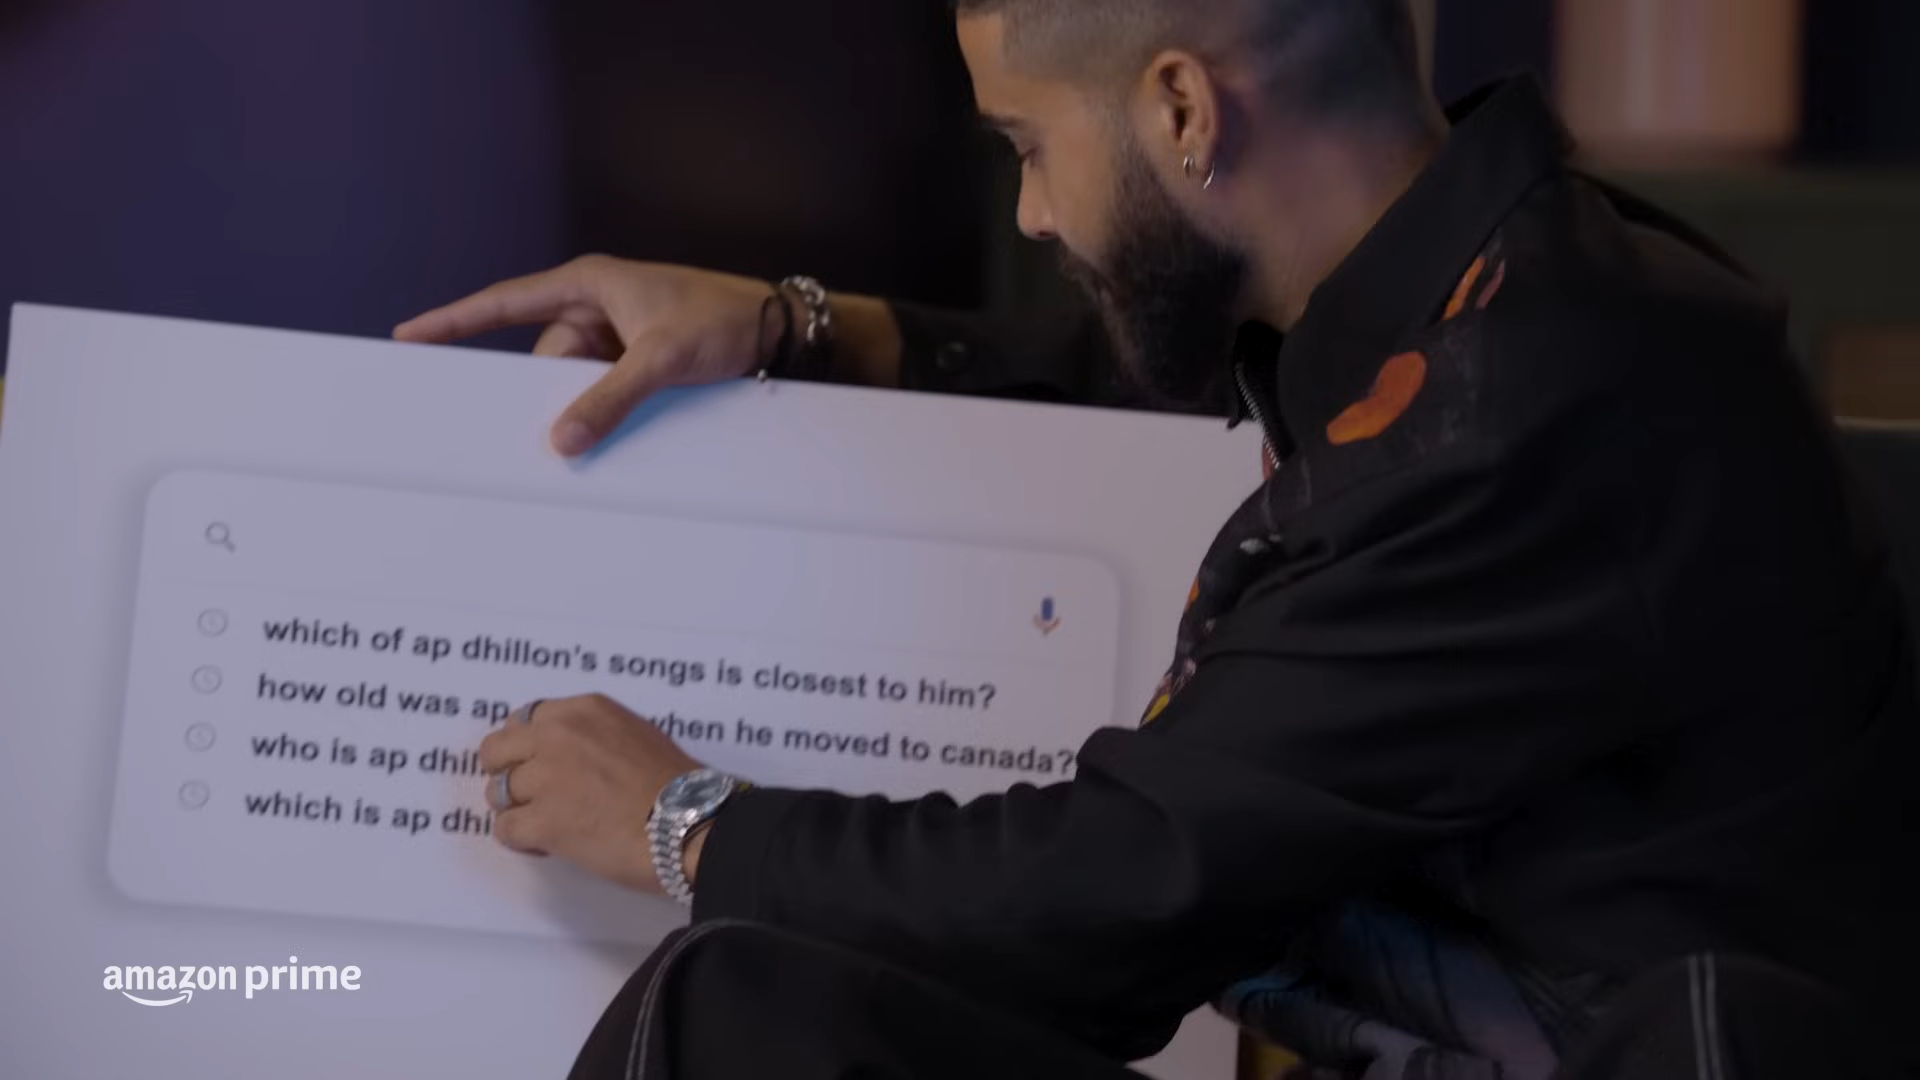 which of ap dhillon's songs is closest to him?
how old was ap when he moved to canada?
who is ap
which is ap
amazon prime